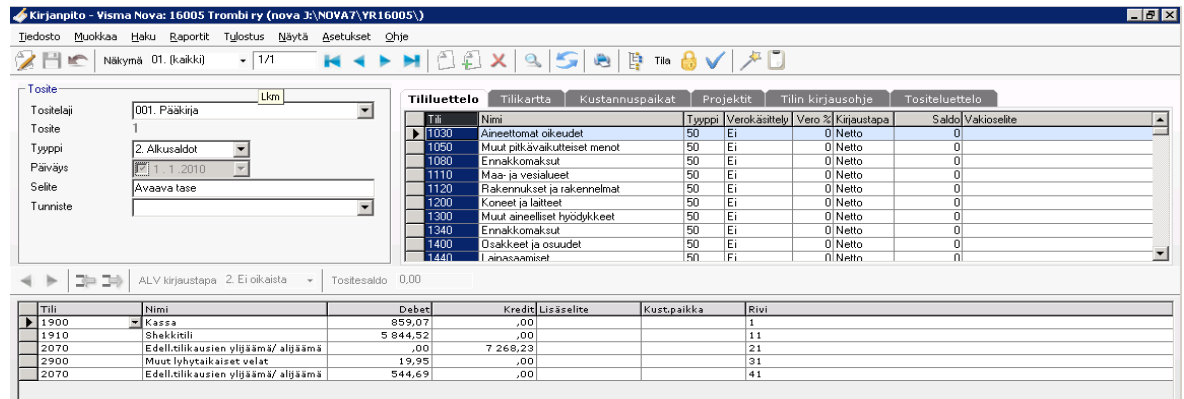 Kirjanpito - Visma Nova: 16005 Trombi ry (nova J:\NOVA7\YR16005\)
Tiedosto Muokkaa Haku Raportit Tulostus Näytä Asetukset Ohje
Näkymä 01. (kaikki) 1/1 Tila
Tosite
Lkm
Tositelaji 001. Pääkirja
Tosite 1
Tyyppi 2. Alkusaldot
Päiväys 1.1.2010
Selite Avaava tase
Tunniste
Tililuettelo Tilikartta Kustannuspaikat Projektit Tilin kirjausohje Tositeluettelo
Tili Nimi Tyyppi Verokäsittely Vero % Kirjaustapa Saldo Vakioselite
1030 Aineettomat oikeudet 50 Ei 0 Netto 0
1050 Muut pitkävaikutteiset menot 50 Ei 0 Netto 0
1080 Ennakkomaksut 50 Ei 0 Netto 0
1110 Maa- ja vesialueet 50 Ei 0 Netto 0
1120 Rakennukset ja rakennelmat 50 Ei 0 Netto 0
1200 Koneet ja laitteet 50 Ei 0 Netto 0
1300 Muut aineelliset hyödykkeet 50 Ei 0 Netto 0
1340 Ennakkomaksut 50 Ei 0 Netto 0
1400 Osakkeet ja osuudet 50 Ei 0 Netto 0
1440 Lainasaamiset 50 Ei 0 Netto 0
ALV kirjaustapa 2. Ei oikaista Tositesaldo 0,00
Tili Nimi Debet Kredit Lisäselite Kust.paikka Rivi
1900 Kassa 859,07 ,00 1
1910 Shekkitili 5 844,52 ,00 11
2070 Edell.tilikausien ylijäämä/ alijäämä ,00 7 268,23 21
2900 Muut lyhytaikaiset velat 19,95 ,00 31
2070 Edell.tilikausien ylijäämä/ alijäämä 544,69 ,00 41